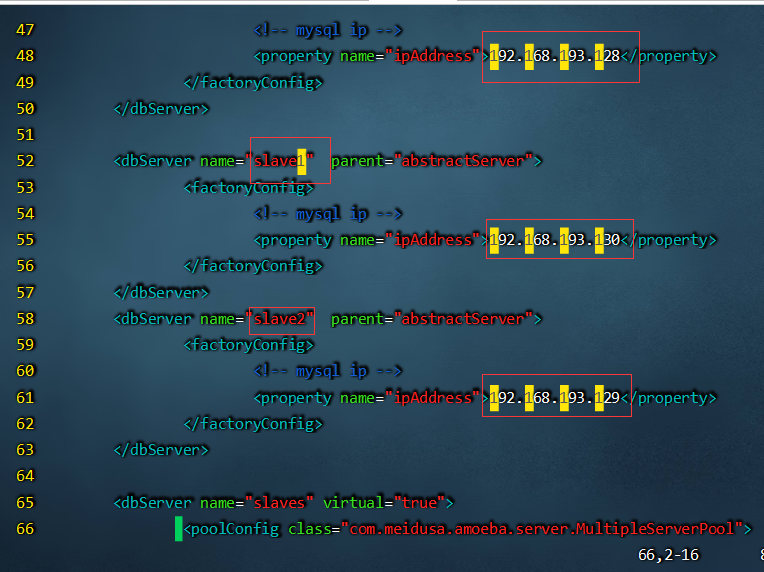 47 <!-- mysql ip -->
48 <property name="ipAddress">192.168.193.128</property>
49 </factoryConfig>
50 </dbServer>
51
52 <dbServer name="slave1" parent="abstractServer">
53 <factoryConfig>
54 <!-- mysql ip -->
55 <property name="ipAddress">192.168.193.130</property>
56 </factoryConfig>
57 </dbServer>
58 <dbServer name="slave2" parent="abstractServer">
59 <factoryConfig>
60 <!-- mysql ip -->
61 <property name="ipAddress">192.168.193.129</property>
62 </factoryConfig>
63 </dbServer>
64
65 <dbServer name="slaves" virtual="true">
66 <poolConfig class="com.meidusa.amoeba.server.MultipleServerPool">
66,2-16